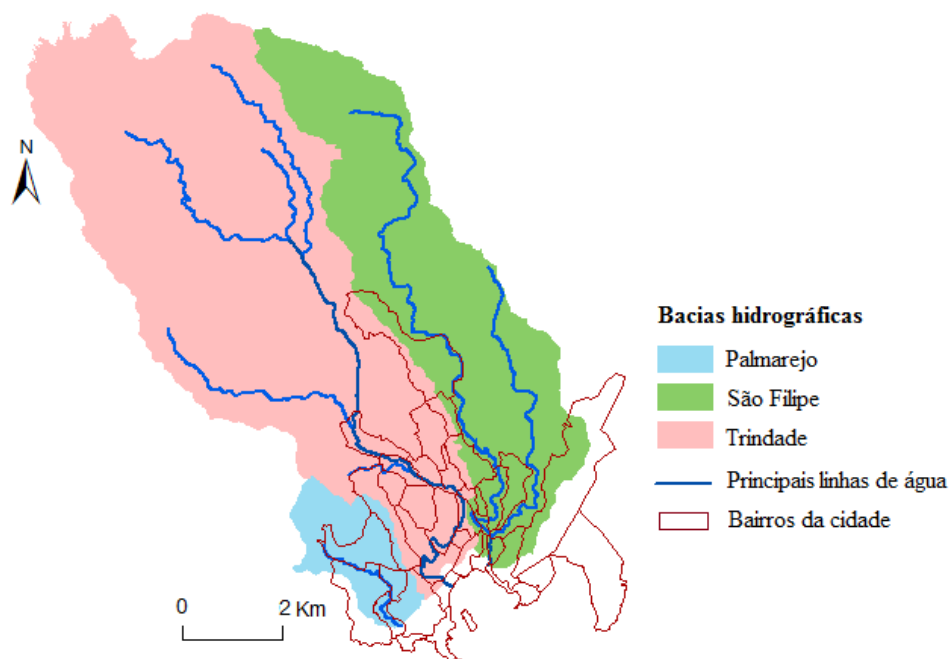 N
Bacias hidrográficas
Palmarejo
São Filipe
Trindade
Principais linhas de água
Bairros da cidade
0 2 Km